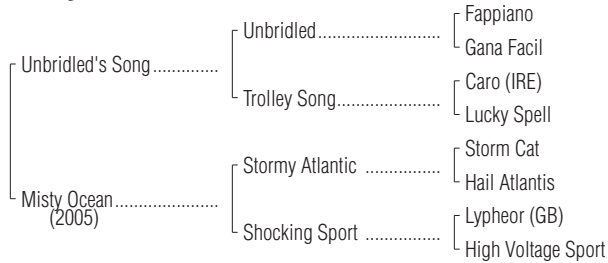 Fappiano
Unbridled..............................
Gana Facil
Unbridled's Song..............
Caro (IRE)
Trolley Song.........................
Lucky Spell
Storm Cat
Stormy Atlantic ..................
Hail Atlantis
Misty Ocean.......................
(2005)
Lypheor (GB)
Shocking Sport ..................
High Voltage Sport